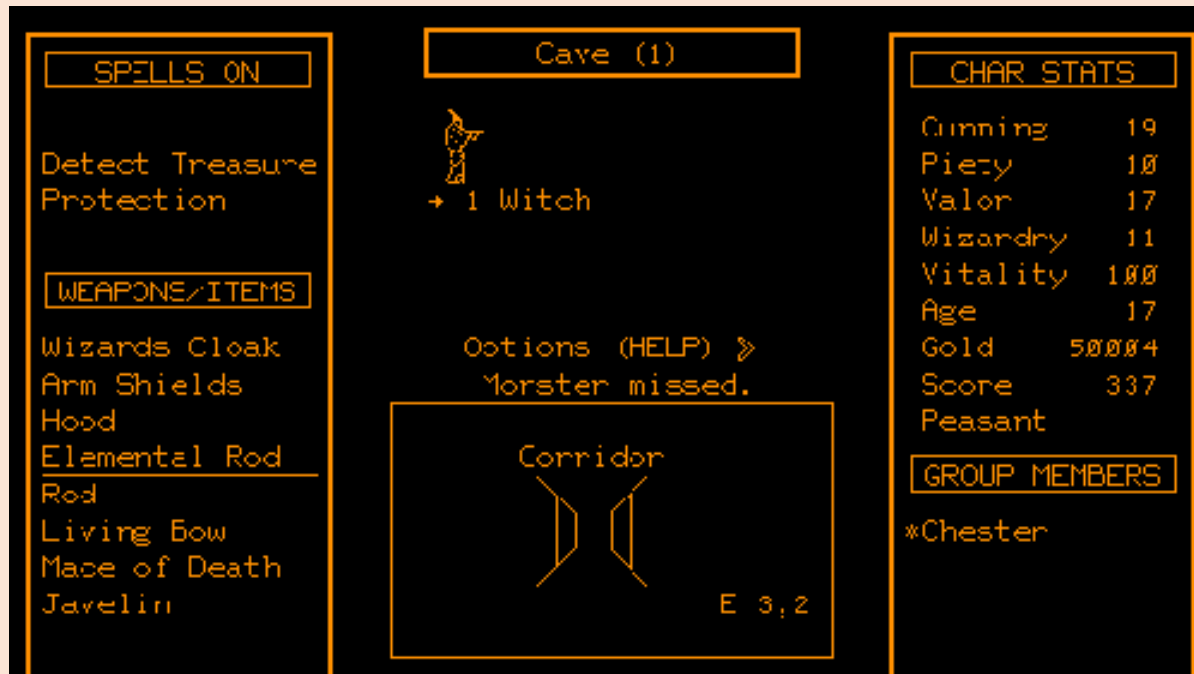 SPELLS ON
Detect Treasure
Protection
WEAPONS/ITEMS
Wizards Cloak
Arm Shields
Hood
Elemental Rod
Rod
Living Bow
Mace of Death
Javelin
Cave (1)
→ 1 Witch
Options (HELP) >
Monster missed.
Corridor
E 3,2
CHAR STATS
Cunning 19
Piety 10
Valor 17
Wizardry 11
Vitality 100
Age 17
Gold 50004
Score 337
Peasant
GROUP MEMBERS
*Chester